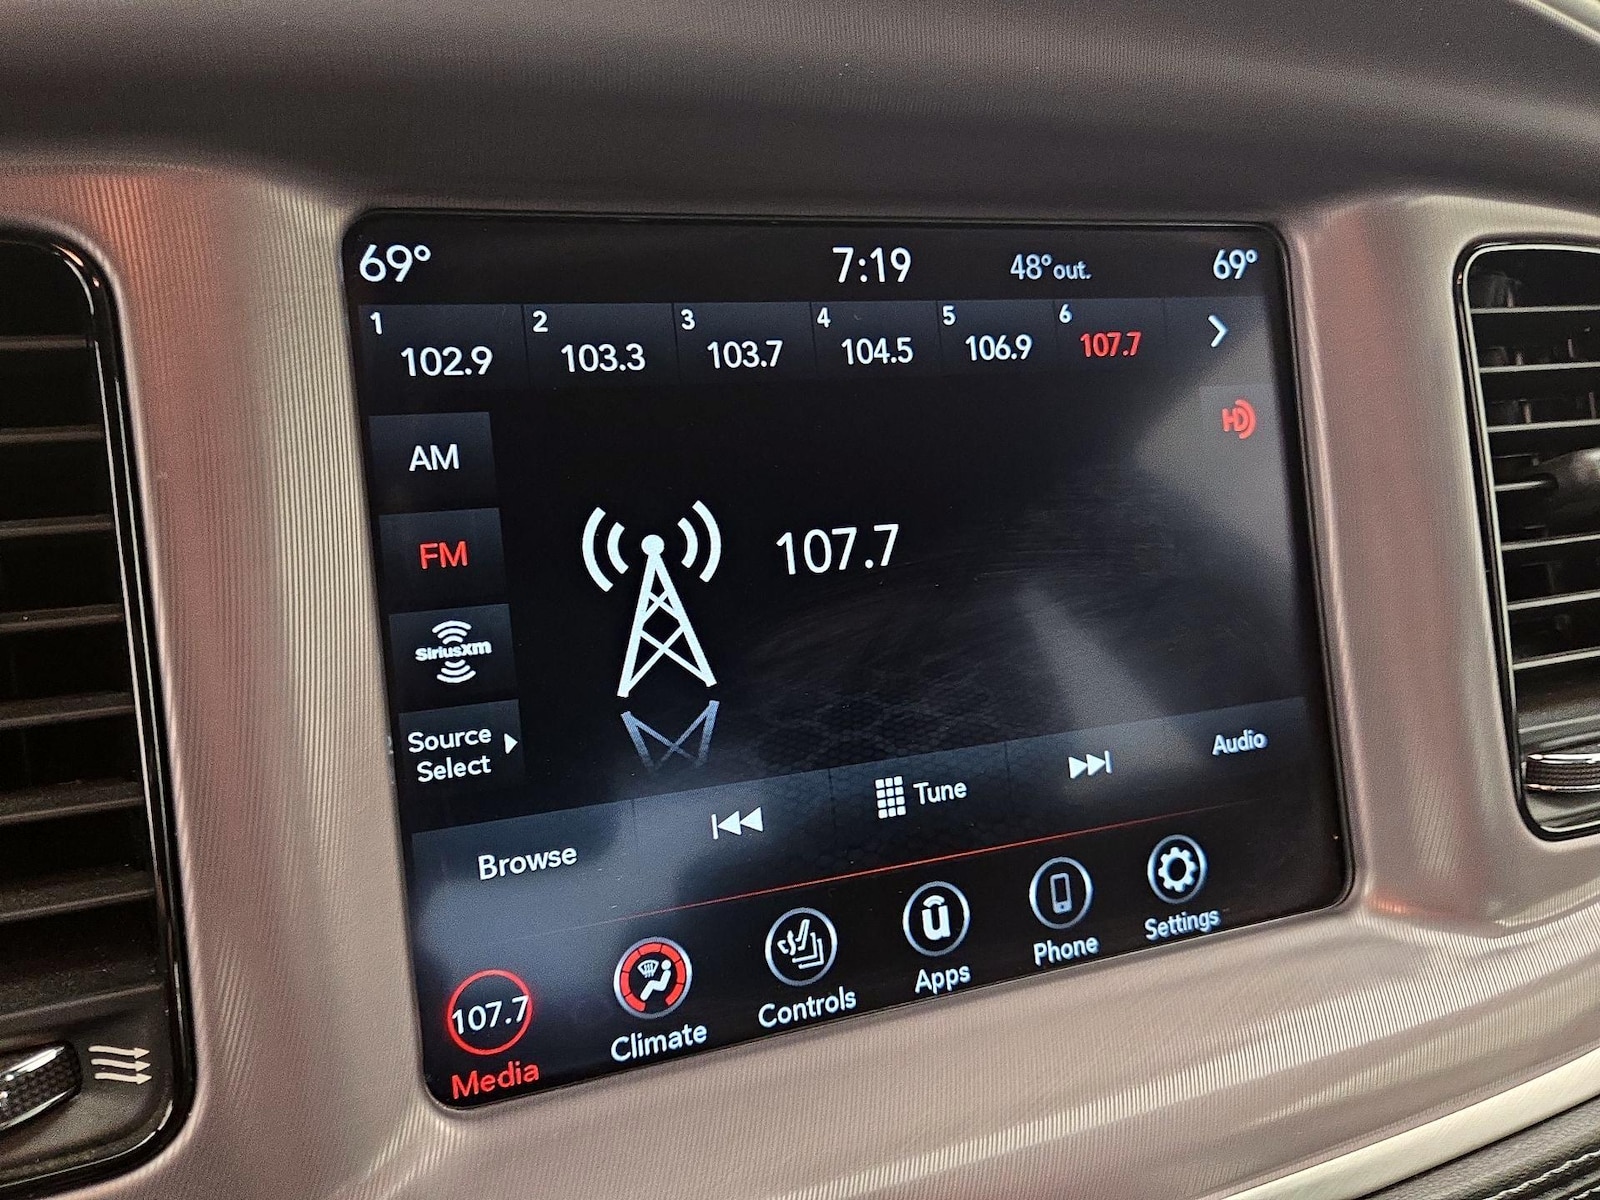 69° 7:19 48° out. 69°
1 2 3 4 5 6
102.9 103.3 103.7 104.5 106.9 107.7
HD
AM
FM
107.7
SiriusXM
Source
Select
Browse Tune Audio
107.7
Media Climate Controls Apps Phone Settings